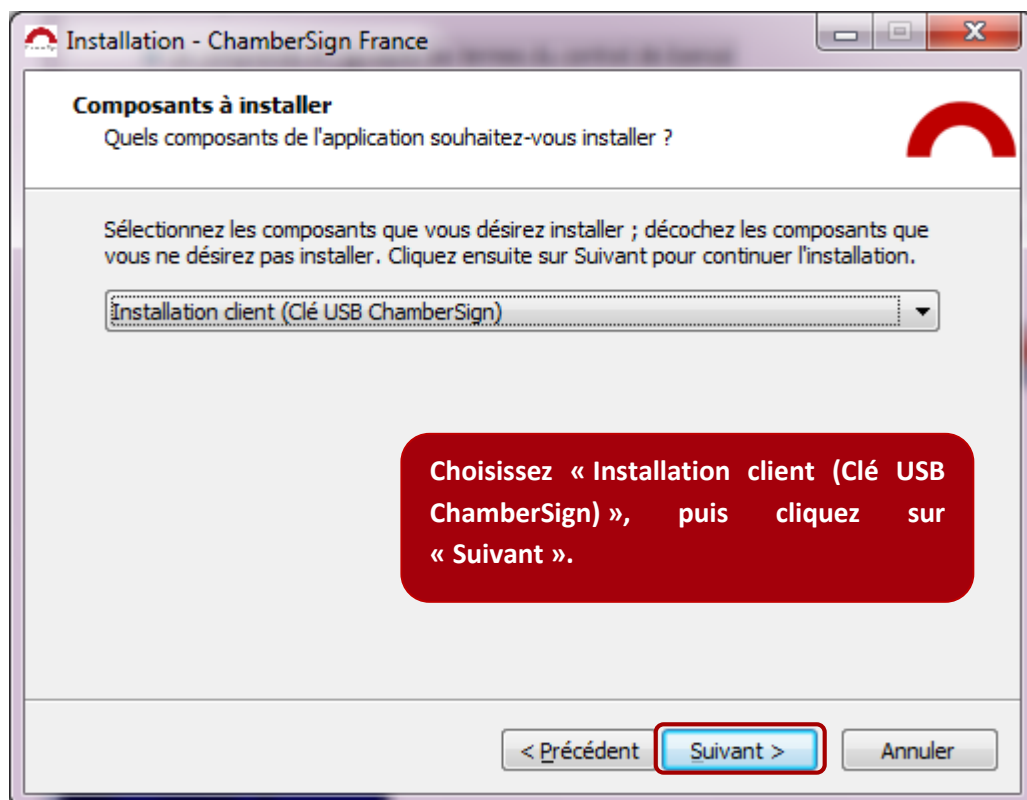 Installation - ChamberSign France
Composants à installer
Quels composants de l'application souhaitez-vous installer ?
Sélectionnez les composants que vous désirez installer ; décochez les composants que
vous ne désirez pas installer. Cliquez ensuite sur Suivant pour continuer l'installation.
Installation client (Clé USB ChamberSign)
Choisissez « Installation client (Clé USB
ChamberSign) », puis cliquez sur
« Suivant ».
< Précédent
Suivant >
Annuler